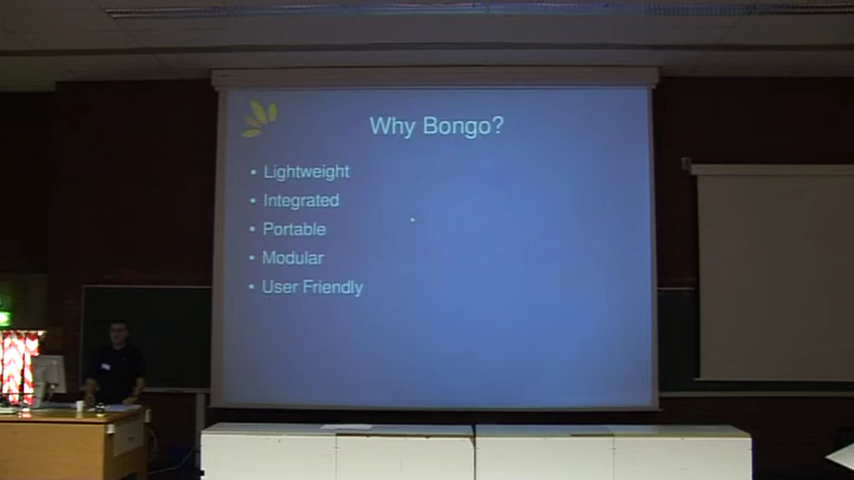 Why Bongo?
• Lightweight
• Integrated
• Portable
• Modular
• User Friendly